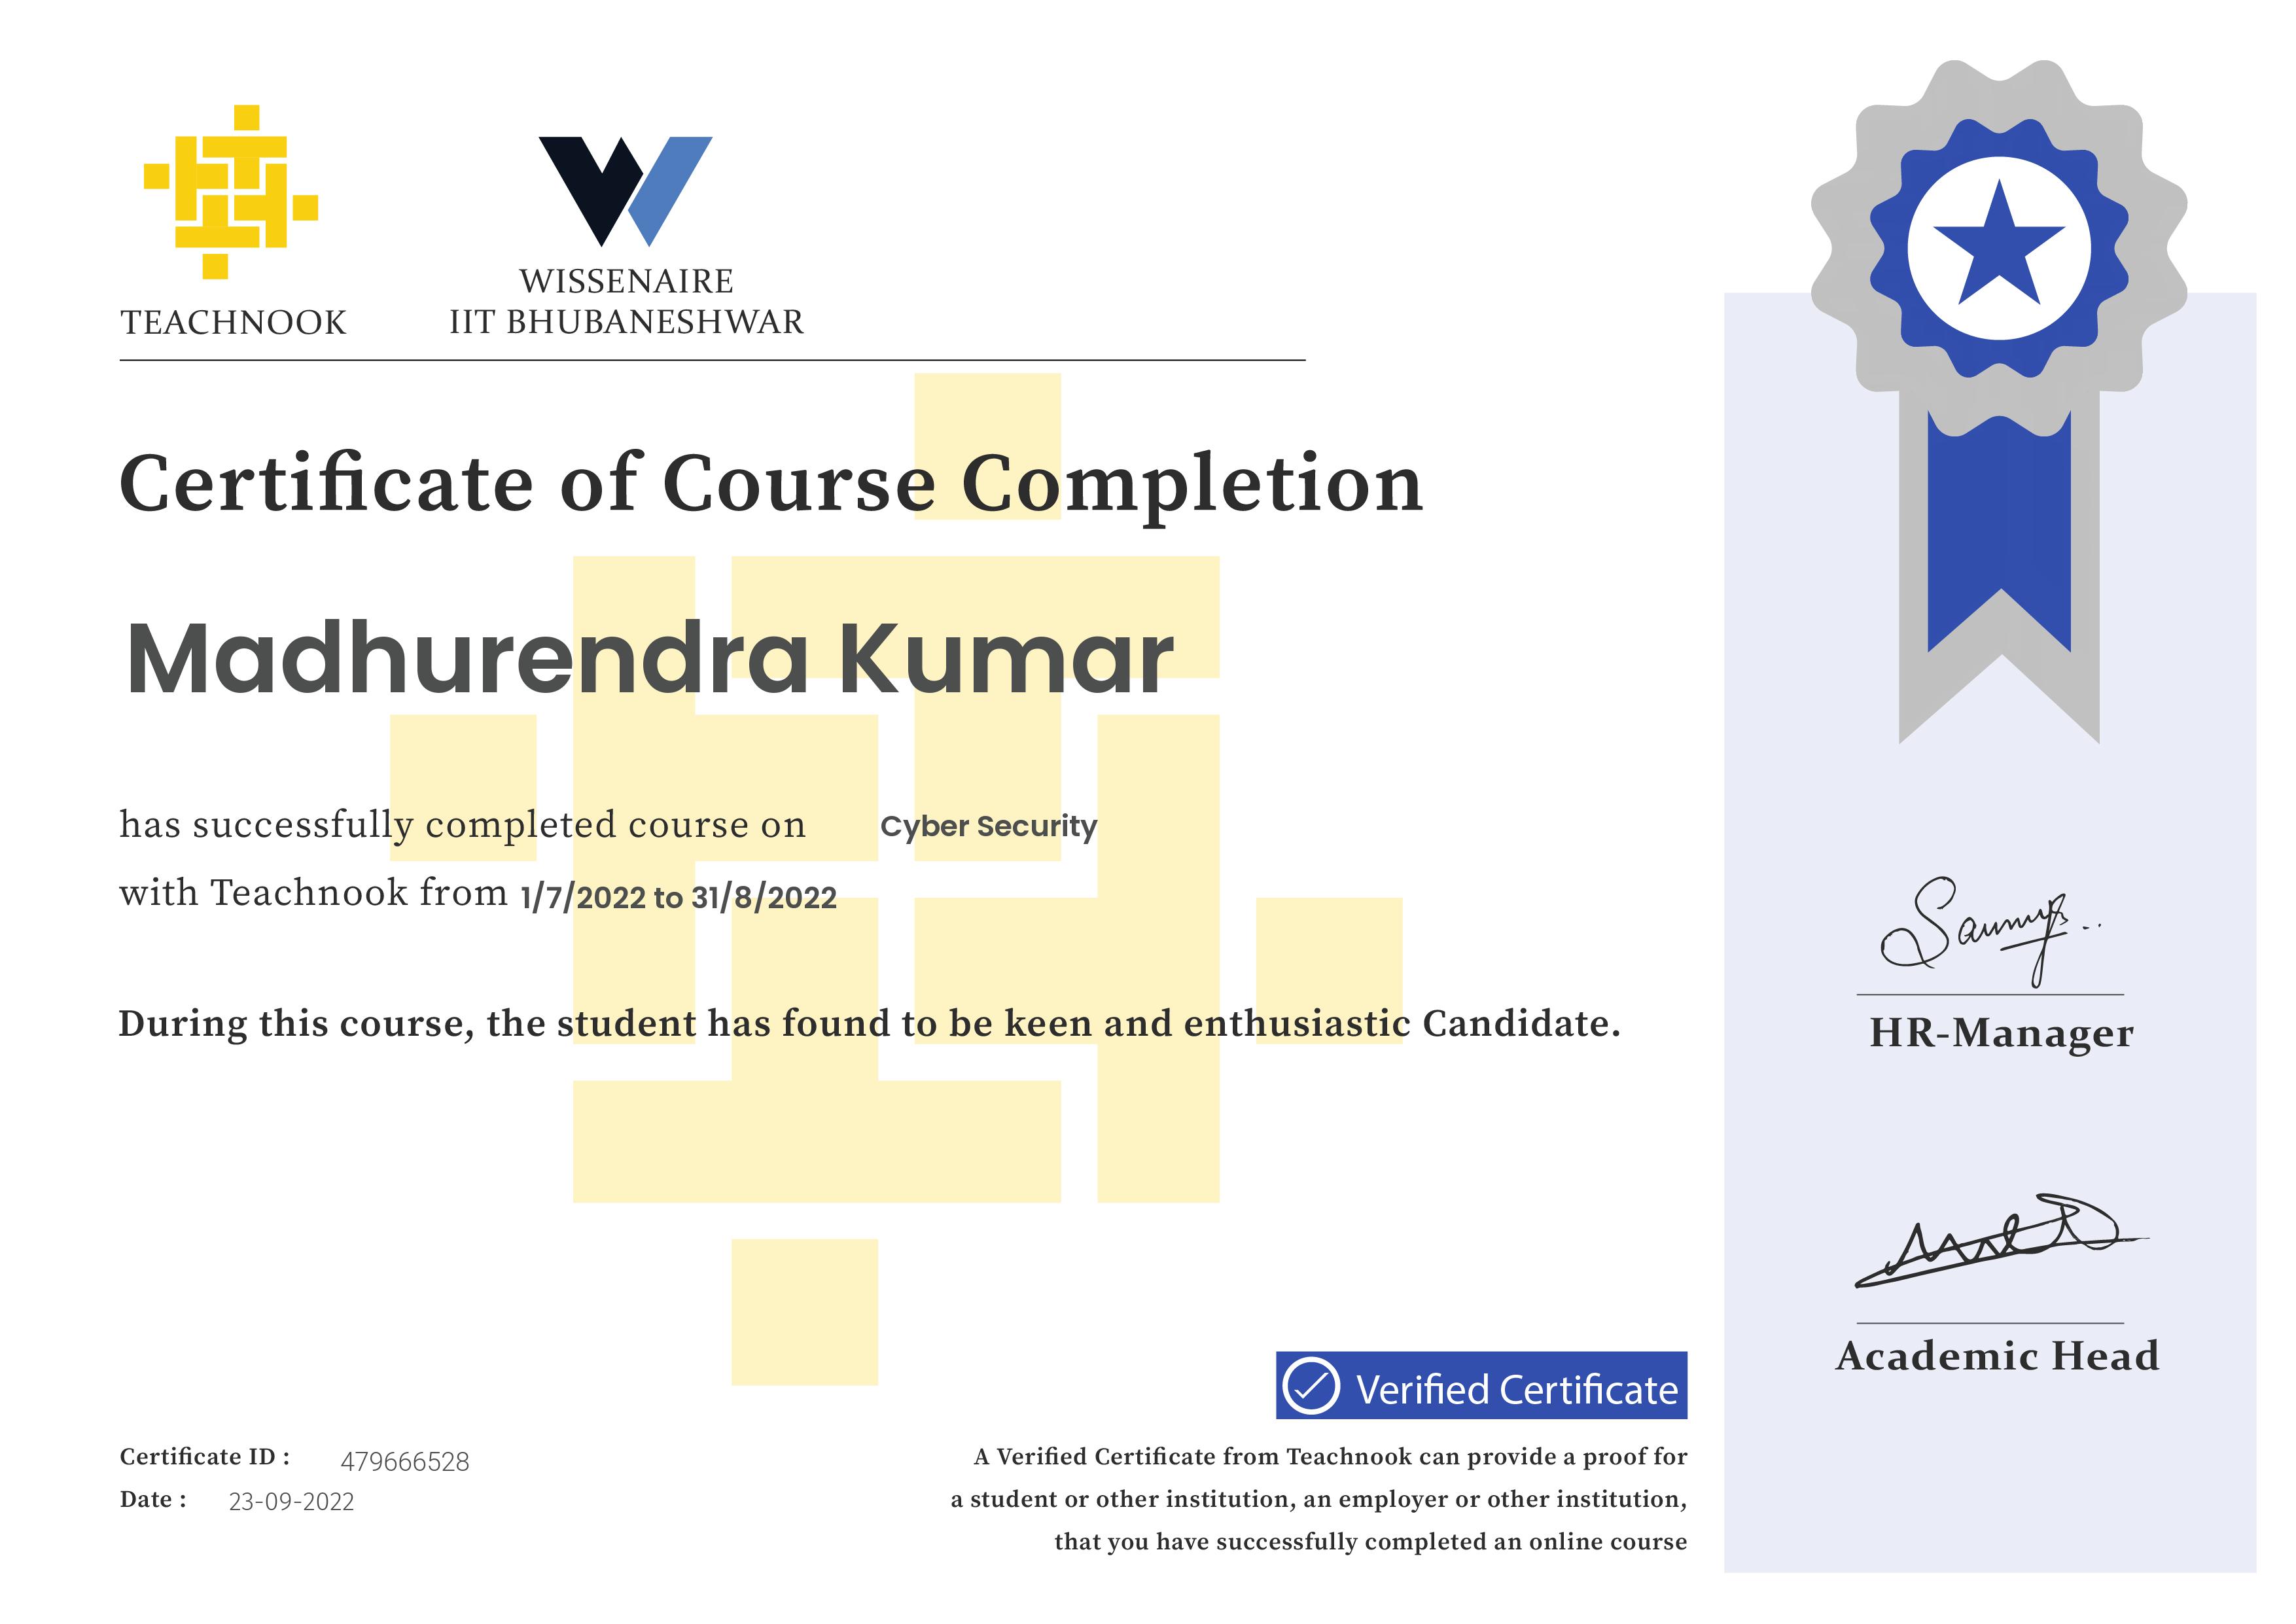 TEACHNOOK
WISSENAIRE
IIT BHUBANESHWAR
Certificate of Course Completion
Madhurendra Kumar
has successfully completed course on Cyber Security
with Teachnook from 1/7/2022 to 31/8/2022
During this course, the student has found to be keen and enthusiastic Candidate.
HR-Manager
Academic Head
Verified Certificate
Certificate ID : 479666528
Date : 23-09-2022
A Verified Certificate from Teachnook can provide a proof for
a student or other institution, an employer or other institution,
that you have successfully completed an online course